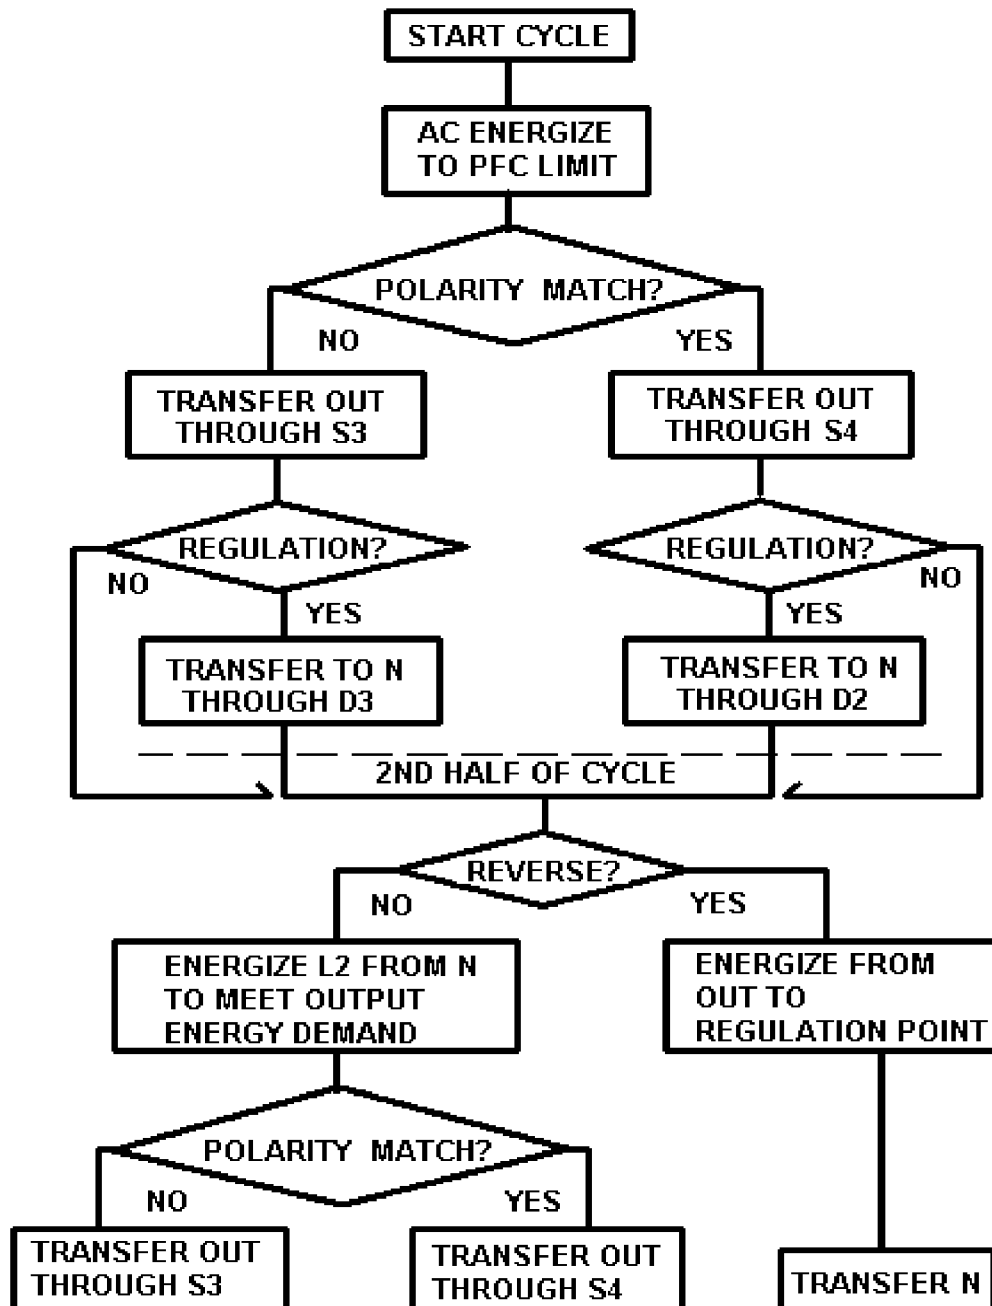 START CYCLE
AC ENERGIZE
TO PFC LIMIT
POLARITY MATCH?
NO
YES
TRANSFER OUT
THROUGH S3
TRANSFER OUT
THROUGH S4
REGULATION?
REGULATION?
NO
YES
YES
NO
TRANSFER TO N
THROUGH D3
TRANSFER TO N
THROUGH D2
2ND HALF OF CYCLE
REVERSE?
NO
YES
ENERGIZE L2 FROM N
TO MEET OUTPUT
ENERGY DEMAND
ENERGIZE FROM
OUT TO
REGULATION POINT
POLARITY MATCH?
NO
YES
TRANSFER OUT
THROUGH S3
TRANSFER OUT
THROUGH S4
TRANSFER N